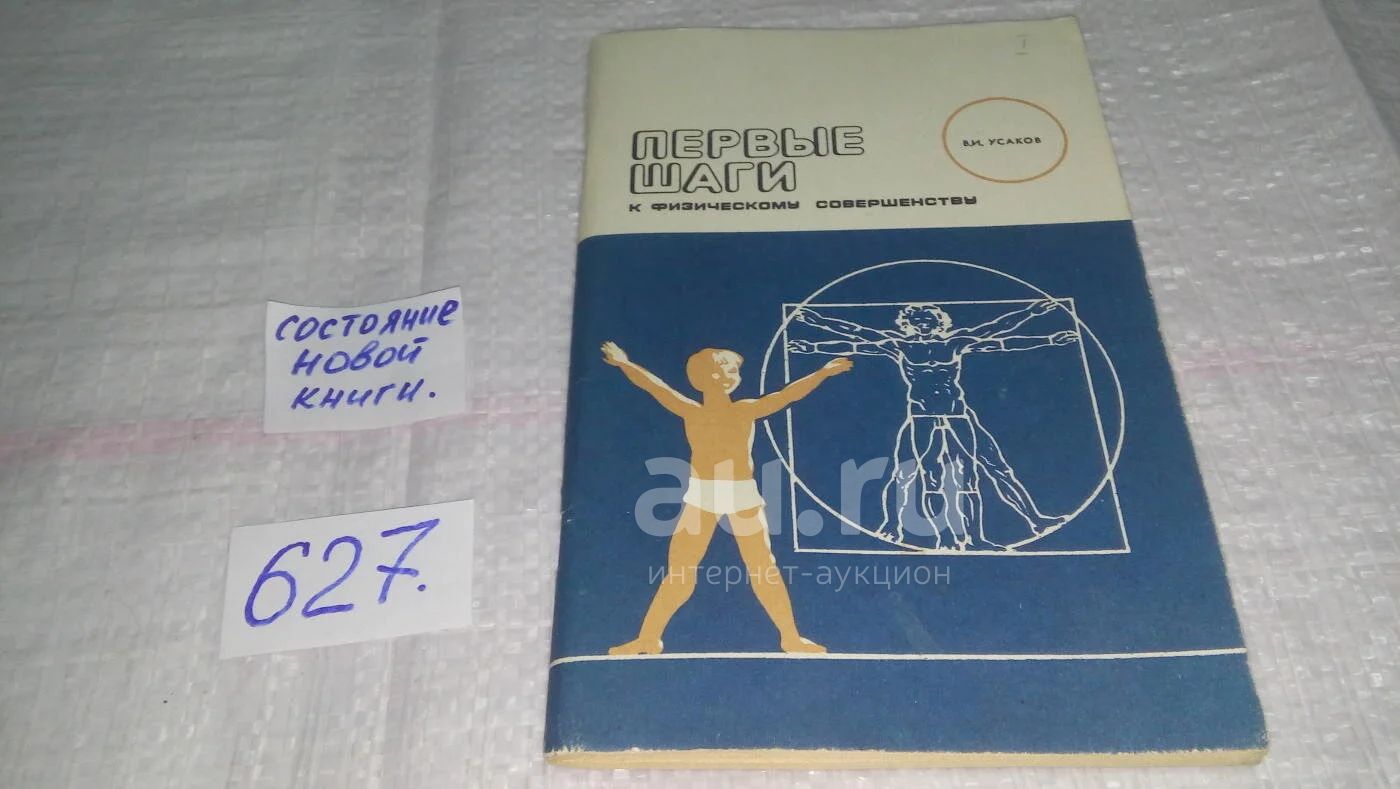 ПЕРВЫЕ
ШАГИ
К ФИЗИЧЕСКОМУ СОВЕРШЕНСТВУ
В.И. УСАКОВ
СОСТОЯНИЕ
НОВОЙ
КНИГИ.
627.
au.ru
интернет-аукцион